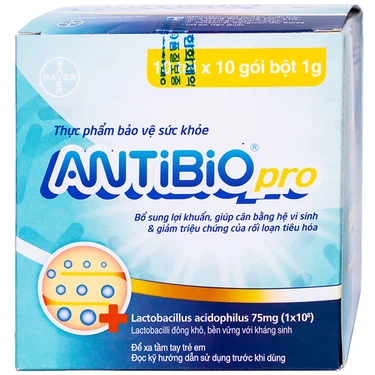 BAYER
x 10 gói bột 1g
Thực phẩm bảo vệ sức khỏe
ANTiBiO® pro
Bổ sung lợi khuẩn, giúp cân bằng hệ vi sinh
& giảm triệu chứng của rối loạn tiêu hóa
Lactobacillus acidophilus 75mg (1x10⁸)
Lactobacilli đông khô, bền vững với kháng sinh
Để xa tầm tay trẻ em
Đọc kỹ hướng dẫn sử dụng trước khi dùng